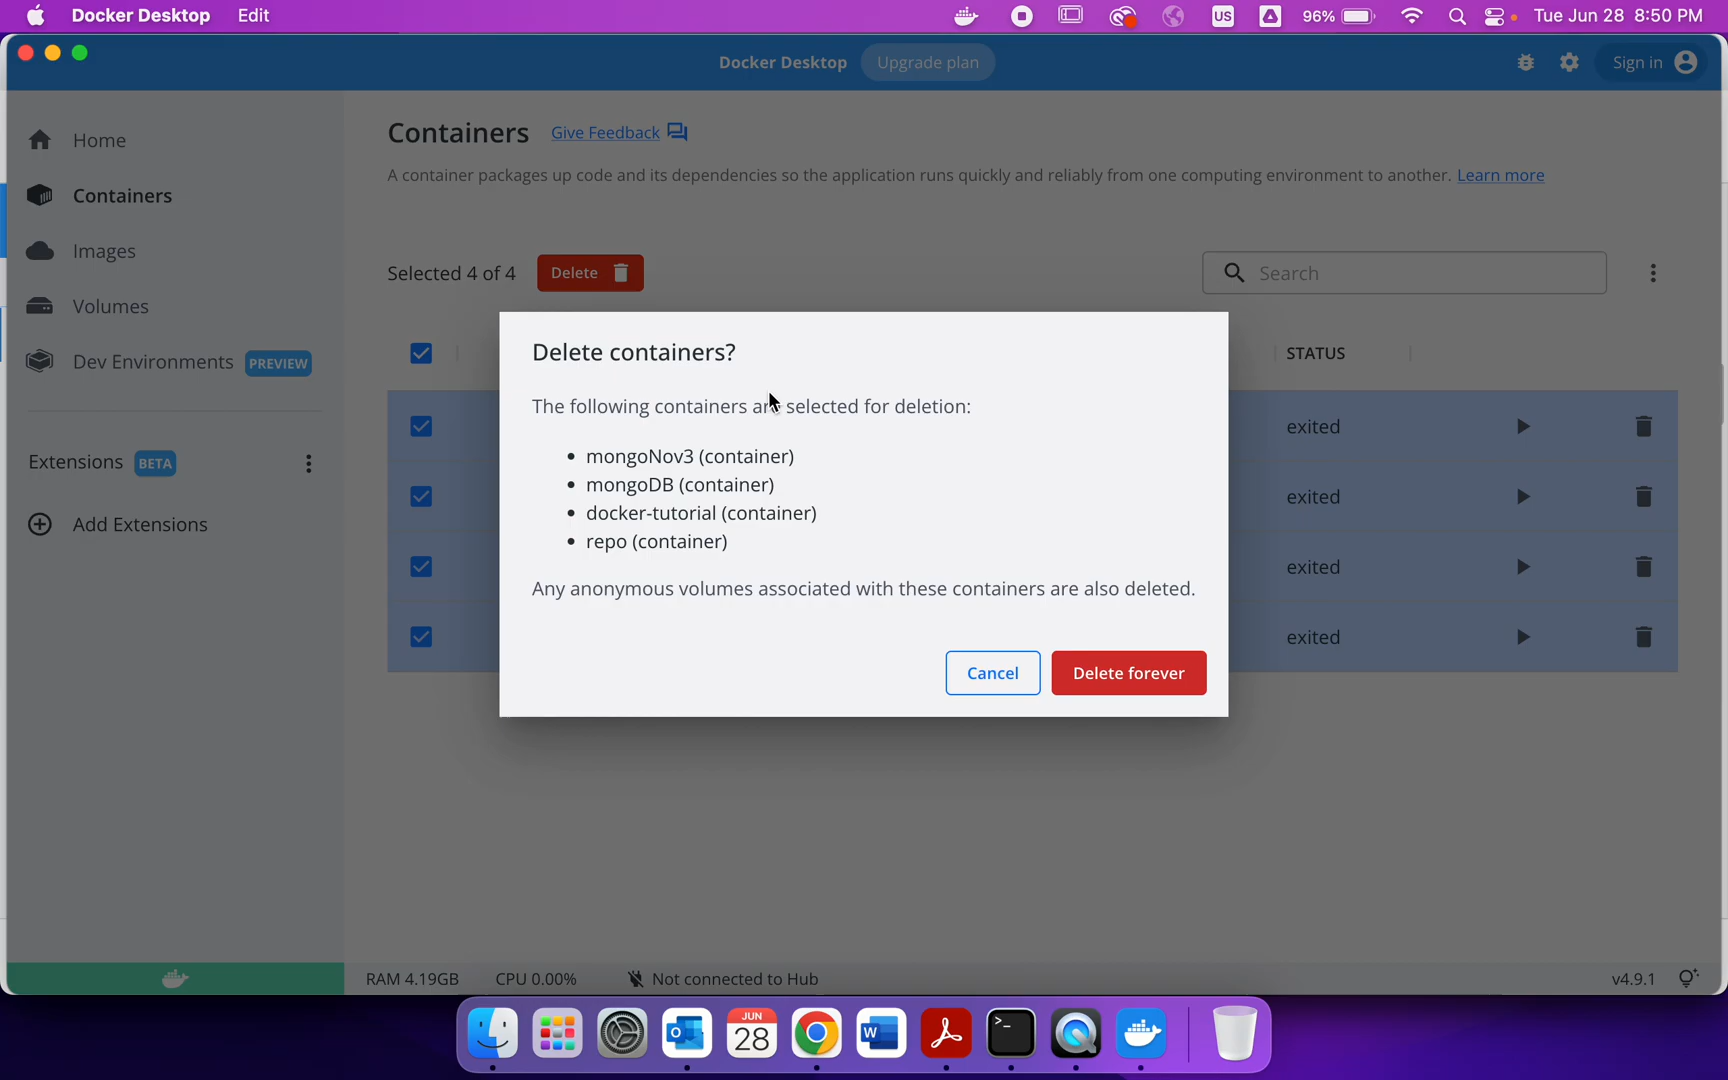 Docker Desktop Edit US 96% Tue Jun 28 8:50 PM
Docker Desktop Upgrade plan Sign in
Home
Containers
Images
Volumes
Dev Environments PREVIEW
Extensions BETA
Add Extensions
Containers Give Feedback
A container packages up code and its dependencies so the application runs quickly and reliably from one computing environment to another. Learn more
Selected 4 of 4 Delete Search
STATUS
exited
exited
exited
exited
Delete containers?
The following containers are selected for deletion:
• mongoNov3 (container)
• mongoDB (container)
• docker-tutorial (container)
• repo (container)
Any anonymous volumes associated with these containers are also deleted.
Cancel Delete forever
RAM 4.19GB CPU 0.00% Not connected to Hub v4.9.1
JUN
28